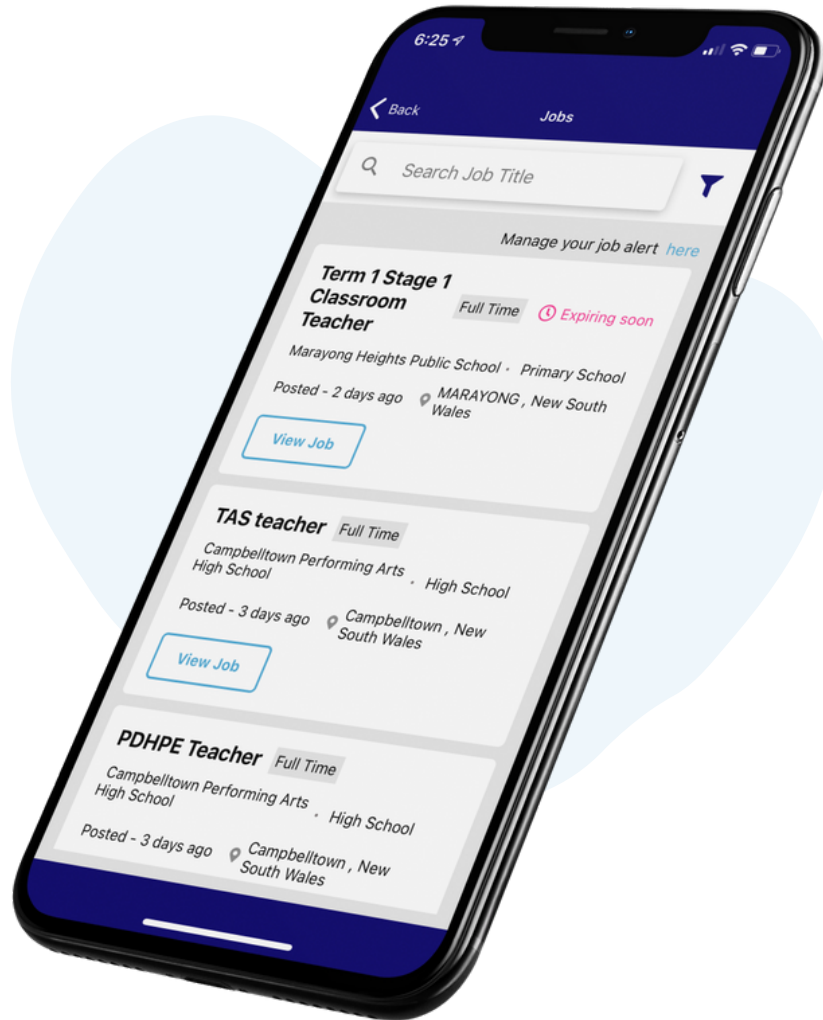 6:25
Back
Jobs
Search Job Title
Manage your job alert here
Term 1 Stage 1
Classroom
Teacher
Full Time
Expiring soon
Marayong Heights Public School · Primary School
Posted - 2 days ago
MARAYONG , New South
Wales
View Job
TAS teacher
Full Time
Campbelltown Performing Arts
High School
· High School
Posted - 3 days ago
Campbelltown , New
South Wales
View Job
PDHPE Teacher
Full Time
Campbelltown Performing Arts
High School
· High School
Posted - 3 days ago
Campbelltown , New
South Wales